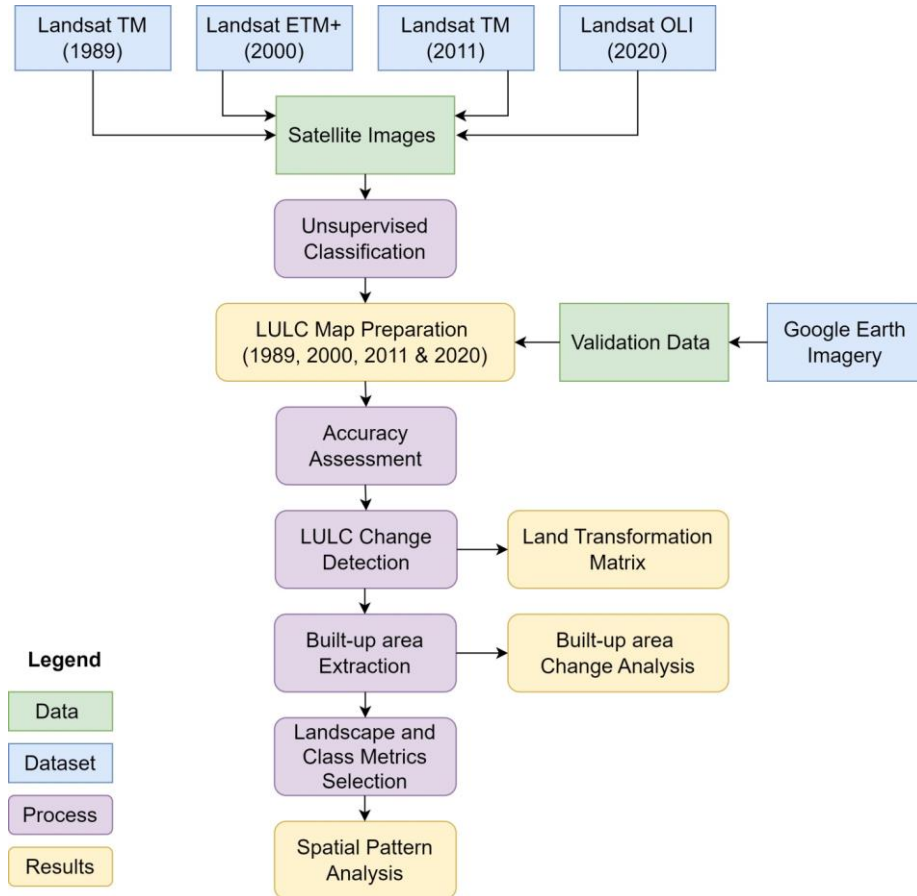 Landsat TM
(1989)
Landsat ETM+
(2000)
Landsat TM
(2011)
Landsat OLI
(2020)
Satellite Images
Unsupervised
Classification
LULC Map Preparation
(1989, 2000, 2011 & 2020)
Validation Data
Google Earth
Imagery
Accuracy
Assessment
LULC Change
Detection
Land Transformation
Matrix
Built-up area
Extraction
Built-up area
Change Analysis
Landscape and
Class Metrics
Selection
Spatial Pattern
Analysis
Legend
Data
Dataset
Process
Results